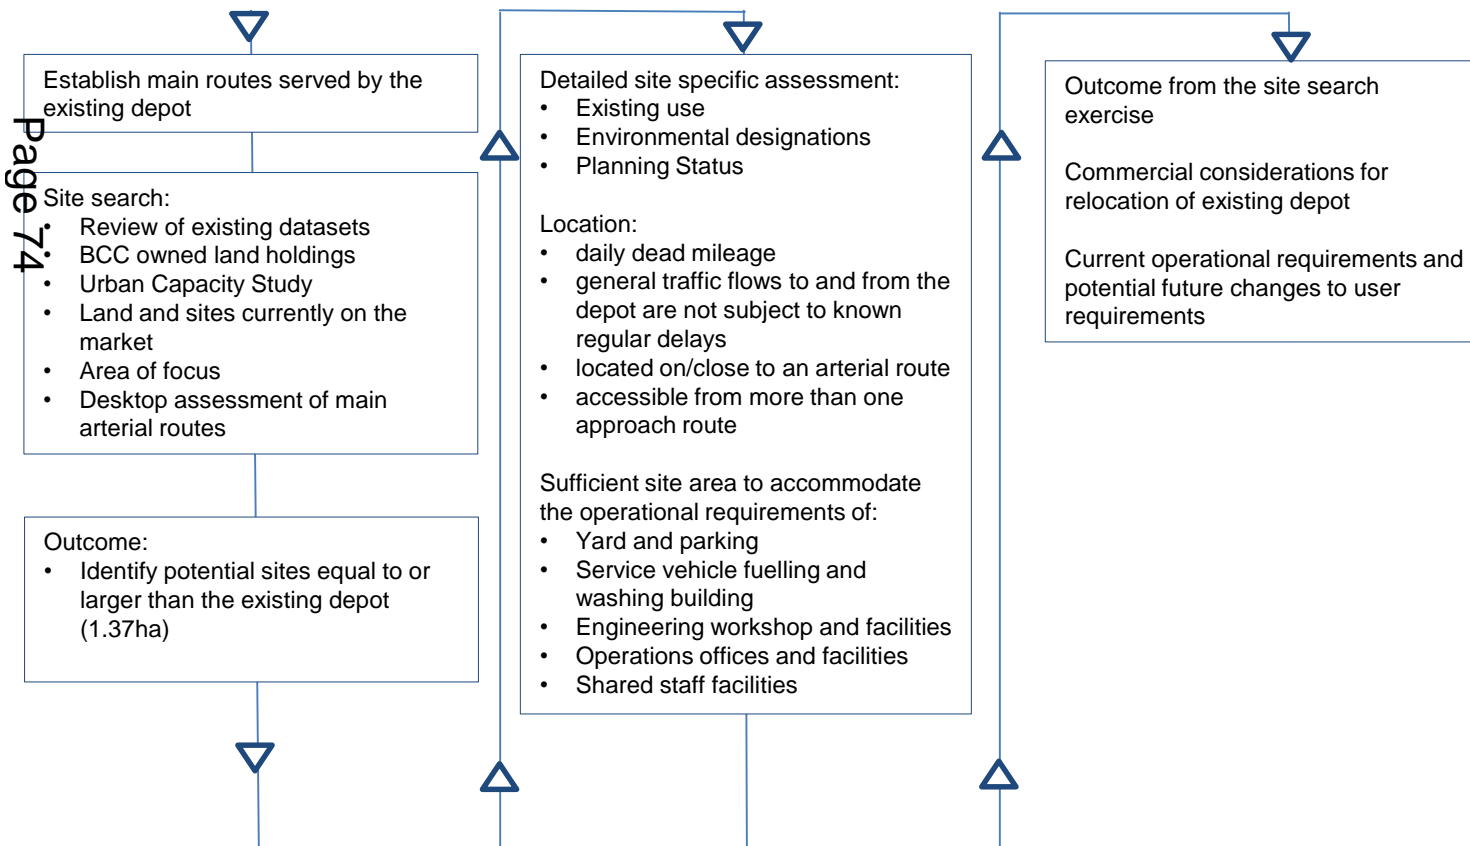 Page 74
Establish main routes served by the
existing depot
Site search:
• Review of existing datasets
• BCC owned land holdings
• Urban Capacity Study
• Land and sites currently on the
market
• Area of focus
• Desktop assessment of main
arterial routes
Outcome:
• Identify potential sites equal to or
larger than the existing depot
(1.37ha)
Detailed site specific assessment:
• Existing use
• Environmental designations
• Planning Status
Location:
• daily dead mileage
• general traffic flows to and from the
depot are not subject to known
regular delays
• located on/close to an arterial route
• accessible from more than one
approach route
Sufficient site area to accommodate
the operational requirements of:
• Yard and parking
• Service vehicle fuelling and
washing building
• Engineering workshop and facilities
• Operations offices and facilities
• Shared staff facilities
Outcome from the site search
exercise
Commercial considerations for
relocation of existing depot
Current operational requirements and
potential future changes to user
requirements